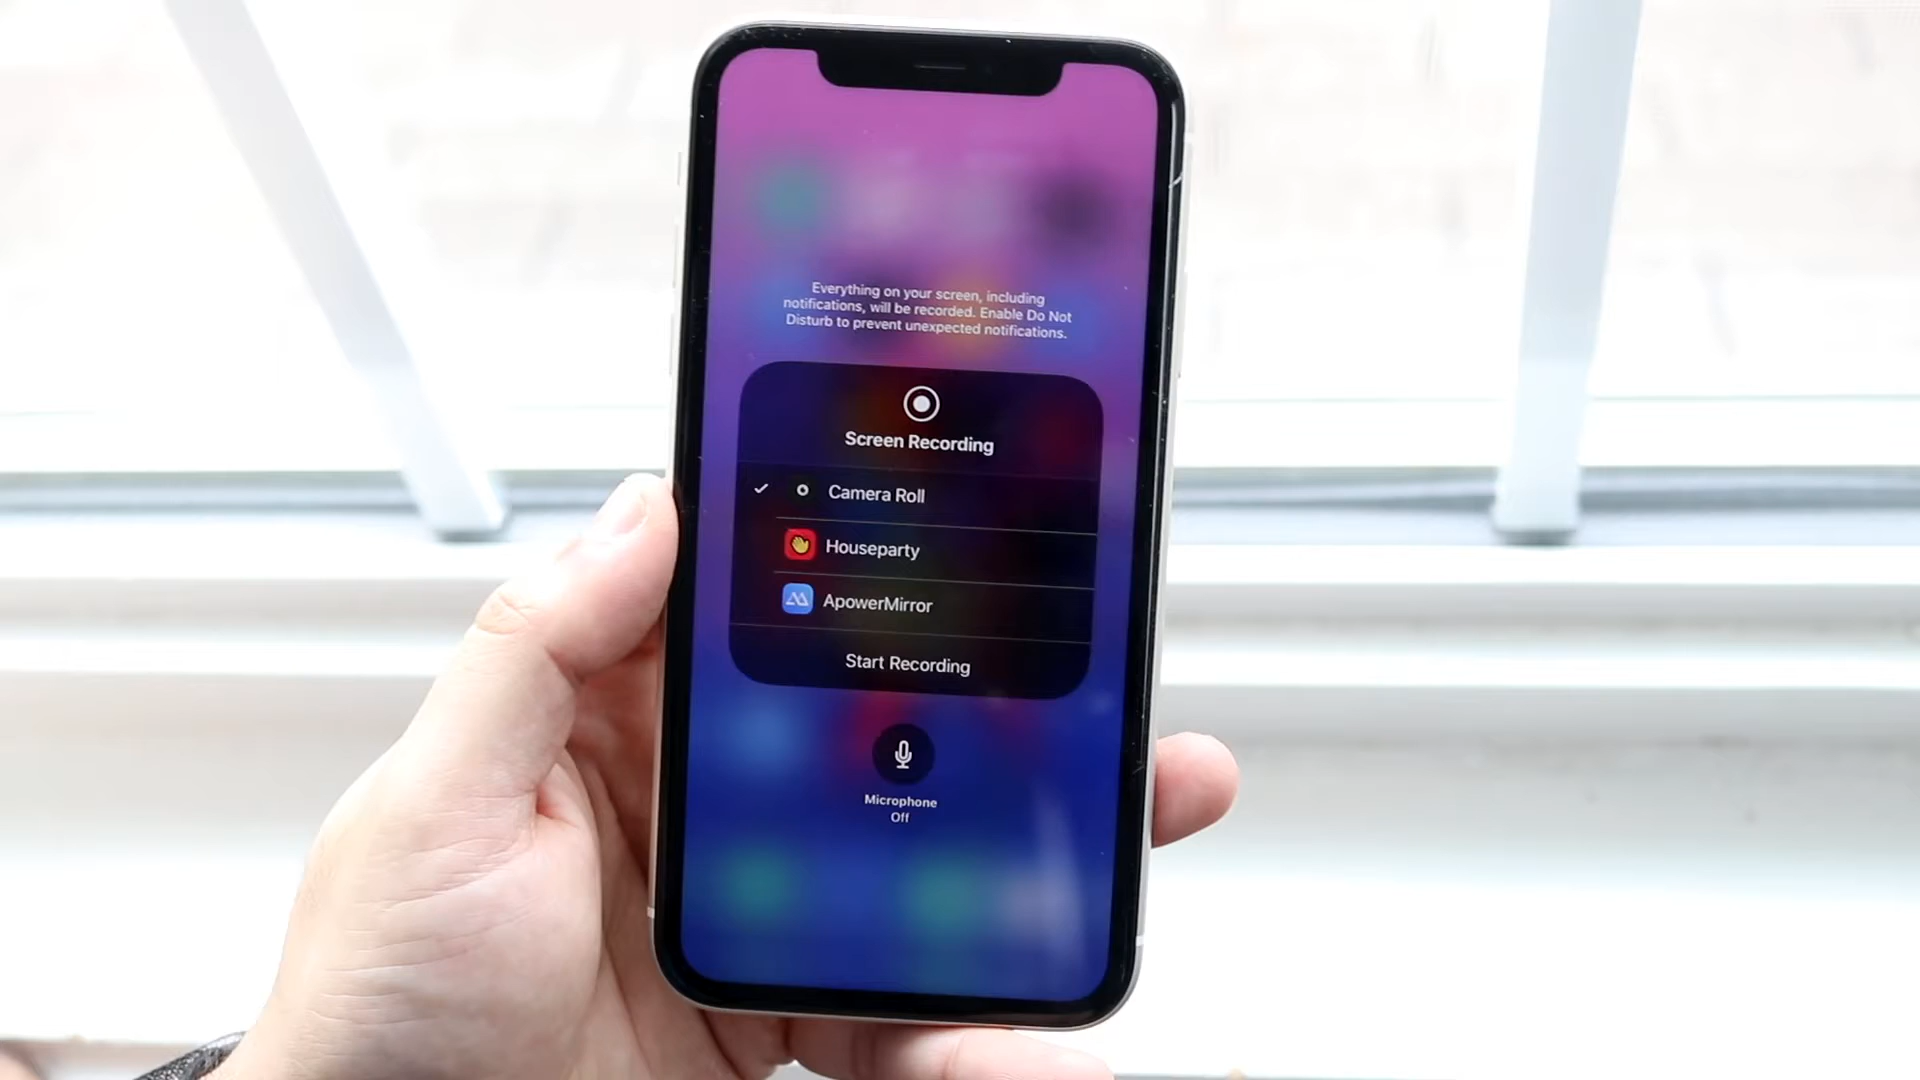 Everything on your screen, including
notifications, will be recorded. Enable Do Not
Disturb to prevent unexpected notifications.
Screen Recording
Camera Roll
Houseparty
ApowerMirror
Start Recording
Microphone
Off